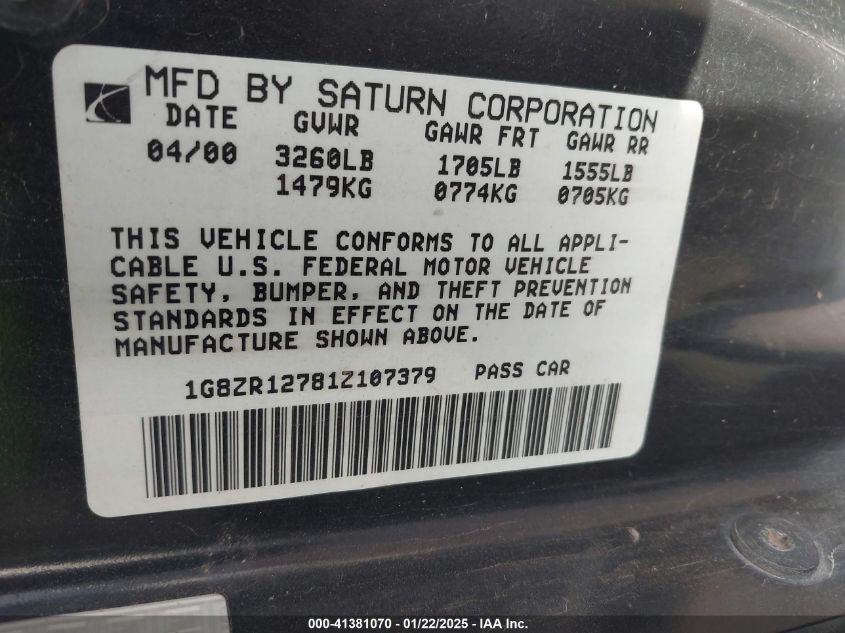 MFD BY SATURN CORPORATION
DATE GVWR GAWR FRT GAWR RR
04/00 3260LB 1705LB 1555LB
1479KG 0774KG 0705KG
THIS VEHICLE CONFORMS TO ALL APPLI-
CABLE U.S. FEDERAL MOTOR VEHICLE
SAFETY, BUMPER, AND THEFT PREVENTION
STANDARDS IN EFFECT ON THE DATE OF
MANUFACTURE SHOWN ABOVE.
1G8ZR12781Z107379 PASS CAR
000-41381070 / 01/22/2025 - IAA Inc.